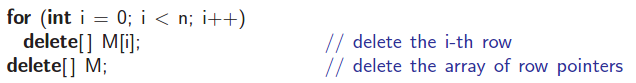 for (int i = 0; i < n; i++)
delete[] M[i]; // delete the i-th row
delete[] M; // delete the array of row pointers